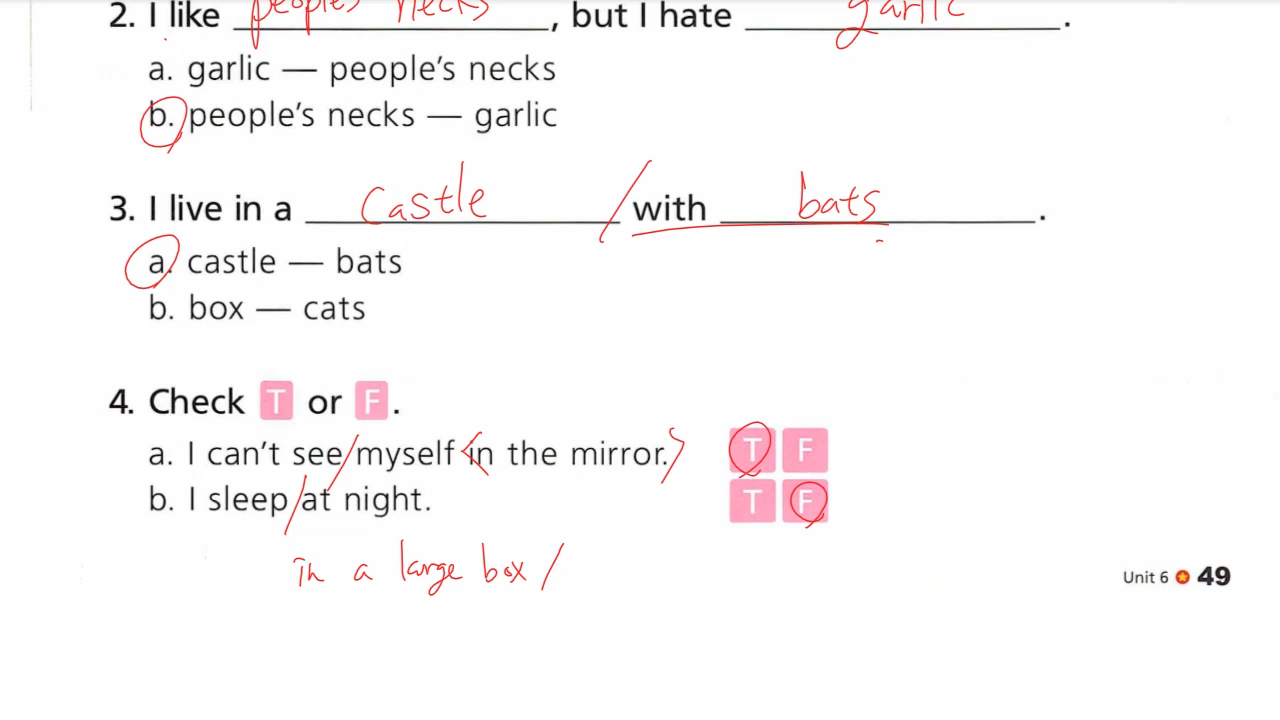 2. I like people's necks, but I hate garlic.
a. garlic — people's necks
b. people's necks — garlic
3. I live in a castle / with bats.
a. castle — bats
b. box — cats
4. Check T or F.
a. I can't see/myself <in the mirror.> T F
b. I sleep/at night. T F
in a large box /
Unit 6 49